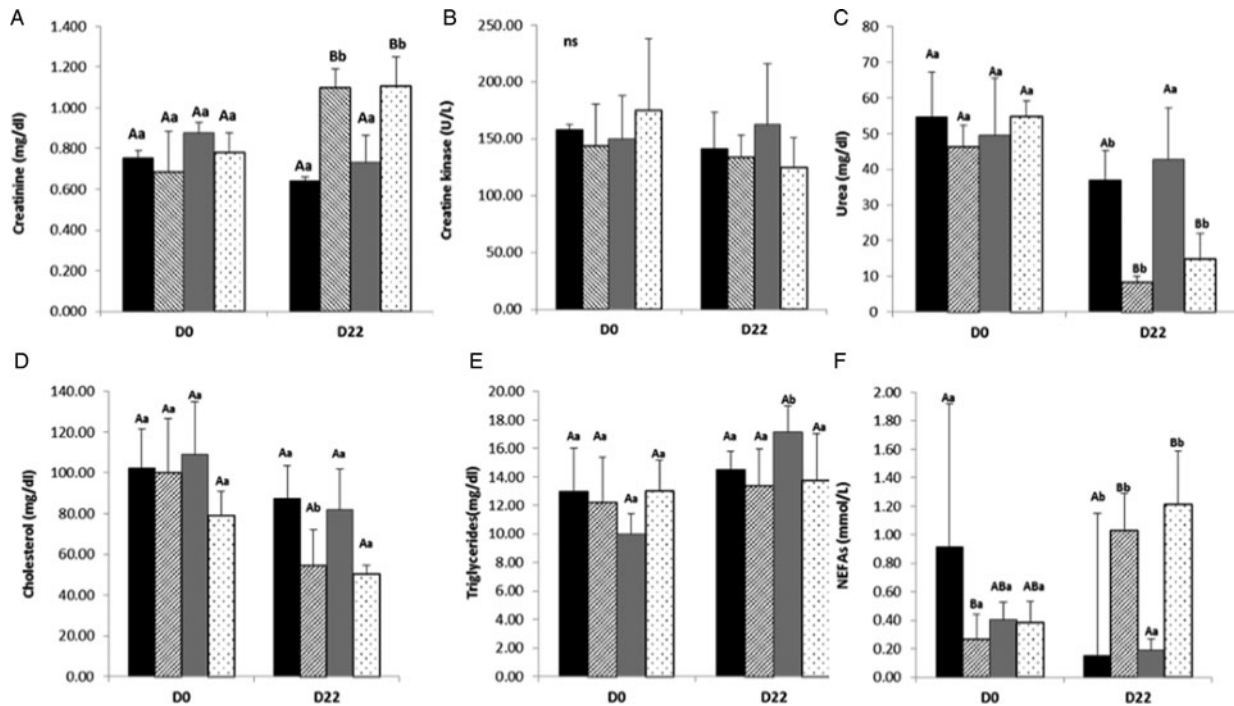 A
Creatinine (mg/dl)
1.400
1.200
1.000
0.800
0.600
0.400
0.200
0.000
Aa Aa Aa Aa
Aa Bb Aa Bb
D0 D22
B
Creatine kinase (U/L)
250.00
200.00
150.00
100.00
50.00
0.00
ns
D0 D22
C
Urea (mg/dl)
80
70
60
50
40
30
20
10
0
Aa Aa Aa Aa
Ab Bb Aa Bb
D0 D22
D
Cholesterol (mg/dl)
140.00
120.00
100.00
80.00
60.00
40.00
20.00
0.00
Aa Aa Aa Aa
Aa Ab Aa Aa
D0 D22
E
Triglycerides(mg/dl)
20.00
18.00
16.00
14.00
12.00
10.00
8.00
6.00
4.00
2.00
0.00
Aa Aa Aa Aa
Aa Aa Ab Aa
D0 D22
F
NEFAs (mmol/L)
2.00
1.80
1.60
1.40
1.20
1.00
0.80
0.60
0.40
0.20
0.00
Aa Ba ABa ABa
Ab Bb Aa Bb
D0 D22